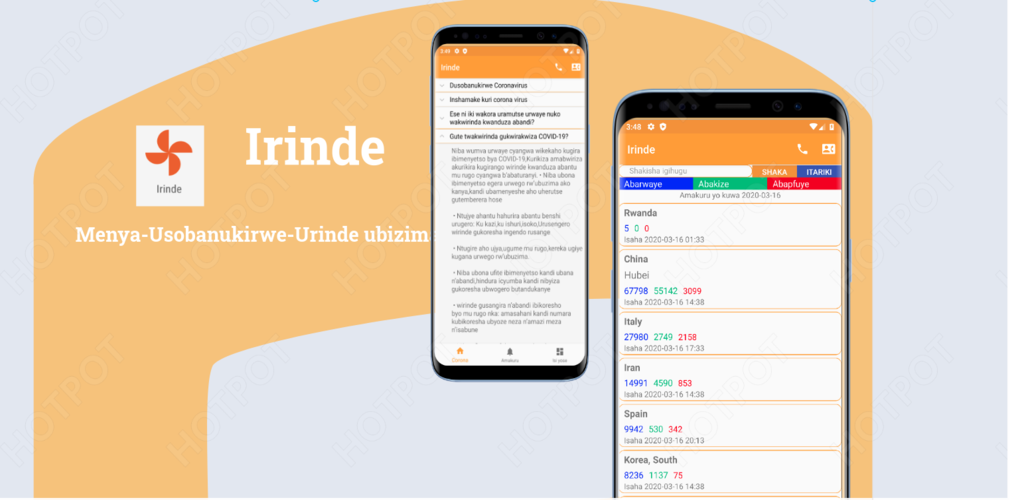 Irinde
Irinde
Menya-Usobanukirwe-Urinde ubizim
3:49
Irinde
Dusobanukirwe Coronavirus
Inshamake kuri corona virus
Ese ni iki wakora uramutse urwaye nuko
wakwirinda kwanduza abandi?
Gute twakwirinda gukwirakwiza COVID-19?
Niba wumva urwaye cyangwa wikekaho kugira
ibimenyetso bya COVID-19,Kurikiza amabwiriza
akurikira kugirango wirinde kwanduza abantu
mu rugo cyangwa b'abaturanyi. • Niba ubona
ibimenyetso egera urwego rw'ubuzima ako
kanya,kandi ubamenyeshe aho uherutse
gutemberera hose
• Ntujye ahantu hahurira abantu benshi
urugero: Ku kazi,ku ishuri,isoko,Urusengero
wirinde gukoresha ingendo rusange
• Ntugire aho ujya,ugume mu rugo,kereka ugiye
kugana urwego rw'ubuzima.
• Niba ubona ufite ibimenyetso kandi ubana
n'abandi,hindura icyumba kandi nibyiza
gukoresha ubwogero butandukanye
• wirinde gusangira n'abandi ibikoresho
byo mu rugo nka: amasahani kandi numara
kubikoresha ubyoze neza n'amazi meza
n'isabune
Corona
Amakuru
3:48
Irinde
Shakisha igihugu
SHAKA
ITARIKI
Abarwaye Abakize Abapfuye
Amakuru yo kuwa 2020-03-16
Rwanda
5 0 0
Isaha 2020-03-16 01:33
China
Hubei
67798 55142 3099
Isaha 2020-03-16 14:38
Italy
27980 2749 2158
Isaha 2020-03-16 17:33
Iran
14991 4590 853
Isaha 2020-03-16 14:38
Spain
9942 530 342
Isaha 2020-03-16 20:13
Korea, South
8236 1137 75
Isaha 2020-03-16 14:38
HOTPOT